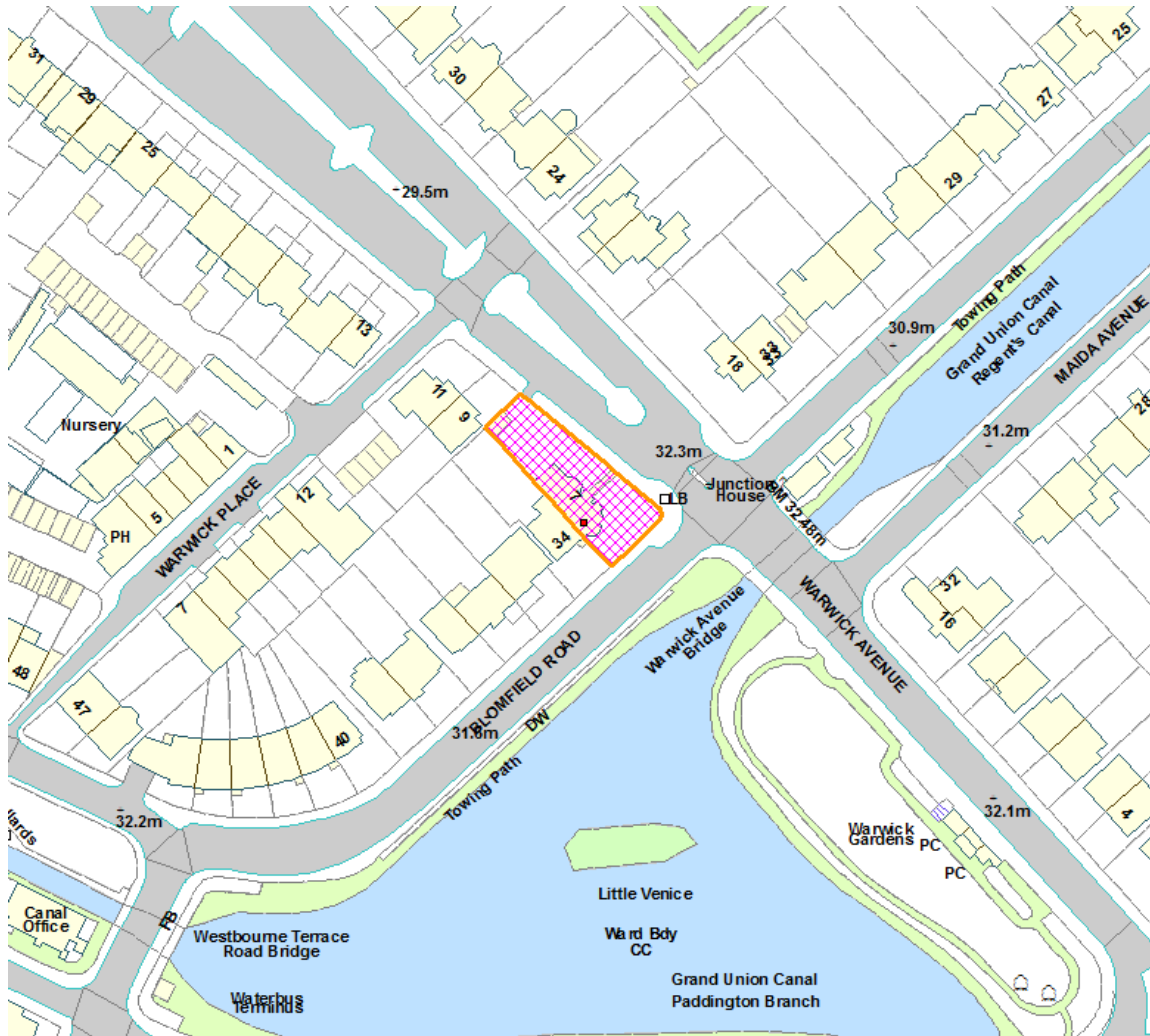 31
29
25
30
24
25
27
29
29.5m
Towing Path
Grand Union Canal
Regent's Canal
MAIDA AVENUE
30.9m
13
18
33
11
9
31.2m
28
Nursery
1
5
PH
WARWICK PLACE
12
7
32.3m
LB
Junction
House
BM 32.48m
7
34
48
7
47
40
Warwick Avenue
Bridge
WARWICK AVENUE
32
16
BLOMFIELD ROAD
31.6m
DW
Towing Path
32.2m
32.1m
4
Warwick
Gardens
PC
PC
Little Venice
Ward Bdy
CC
Canal
Office
FB
Westbourne Terrace
Road Bridge
Waterbus
Terminus
Grand Union Canal
Paddington Branch